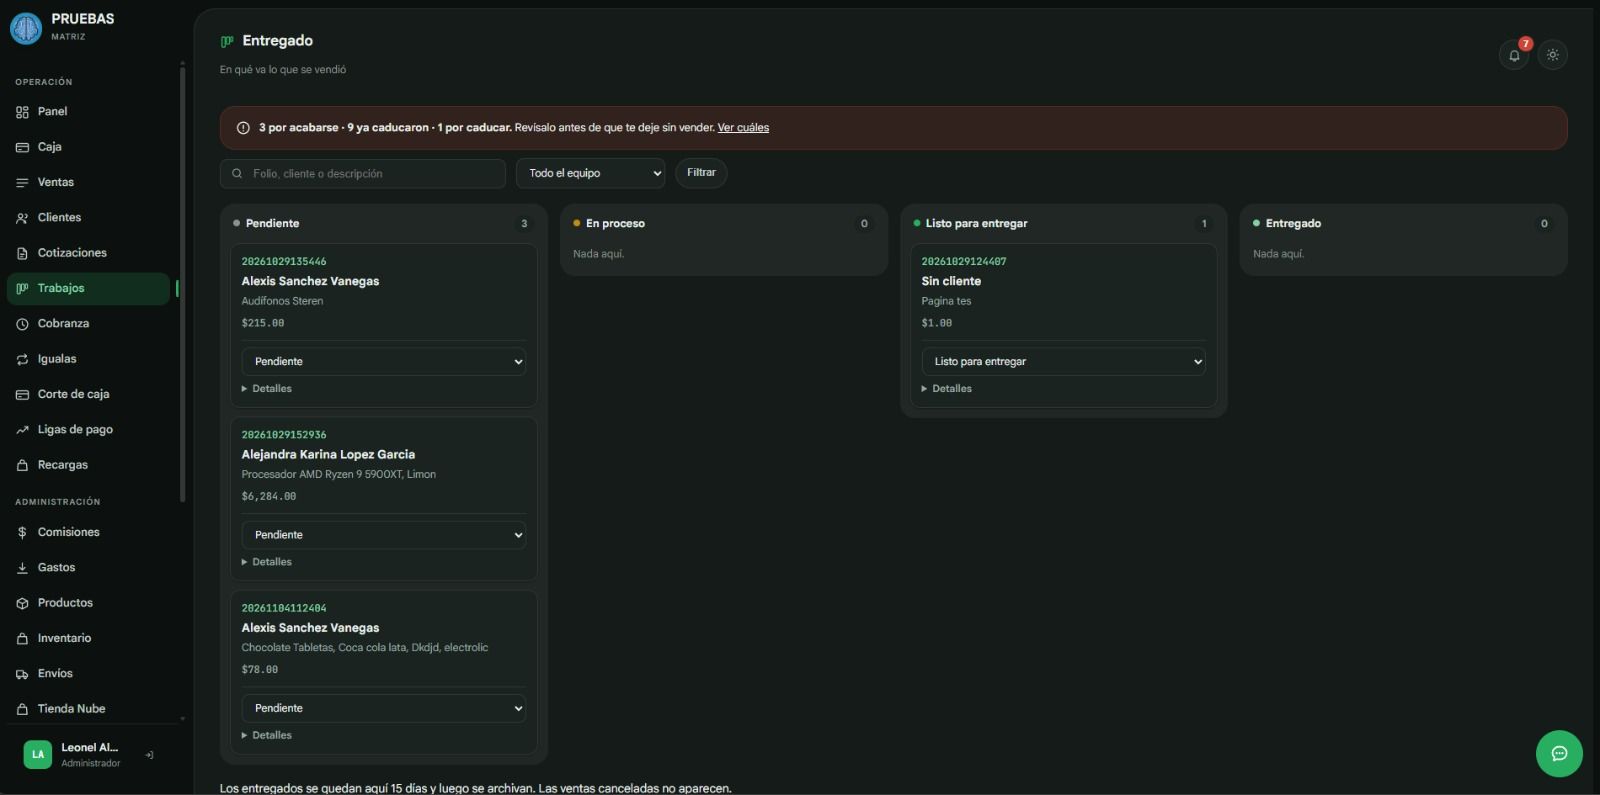 PRUEBAS
MATRIZ
OPERACIÓN
Panel
Caja
Ventas
Clientes
Cotizaciones
Trabajos
Cobranza
Igualas
Corte de caja
Ligas de pago
Recargas
ADMINISTRACIÓN
Comisiones
Gastos
Productos
Inventario
Envíos
Tienda Nube
LA
Leonel Al...
Administrador
Entregado
En qué va lo que se vendió
7
3 por acabarse · 9 ya caducaron · 1 por caducar. Revísalo antes de que te deje sin vender. Ver cuáles
Folio, cliente o descripción
Todo el equipo
Filtrar
Pendiente 3
20261029135446
Alexis Sanchez Vanegas
Audífonos Steren
$215.00
Pendiente
Detalles
20261029152936
Alejandra Karina Lopez Garcia
Procesador AMD Ryzen 9 5900XT, Limon
$6,284.00
Pendiente
Detalles
20261104112404
Alexis Sanchez Vanegas
Chocolate Tabletas, Coca cola lata, Dkdjd, electrolic
$78.00
Pendiente
Detalles
En proceso 0
Nada aquí.
Listo para entregar 1
20261029124407
Sin cliente
Pagina tes
$1.00
Listo para entregar
Detalles
Entregado 0
Nada aquí.
Los entregados se quedan aquí 15 días y luego se archivan. Las ventas canceladas no aparecen.